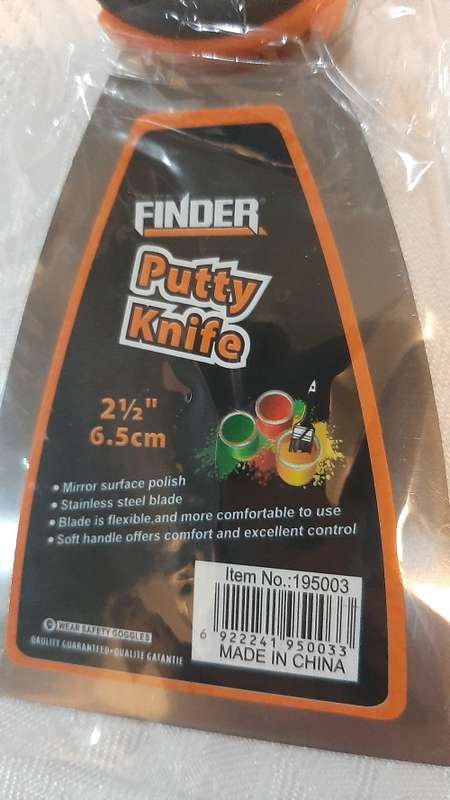 FINDER
Putty
Knife
2½"
6.5cm
• Mirror surface polish
• Stainless steel blade
• Blade is flexible,and more comfortable to use
• Soft handle offers comfort and excellent control
Item No.:195003
6 922241 950033
MADE IN CHINA
WEAR SAFETY GOGGLES
QAULITY GUARANTEED•QUALITE GATANTIE